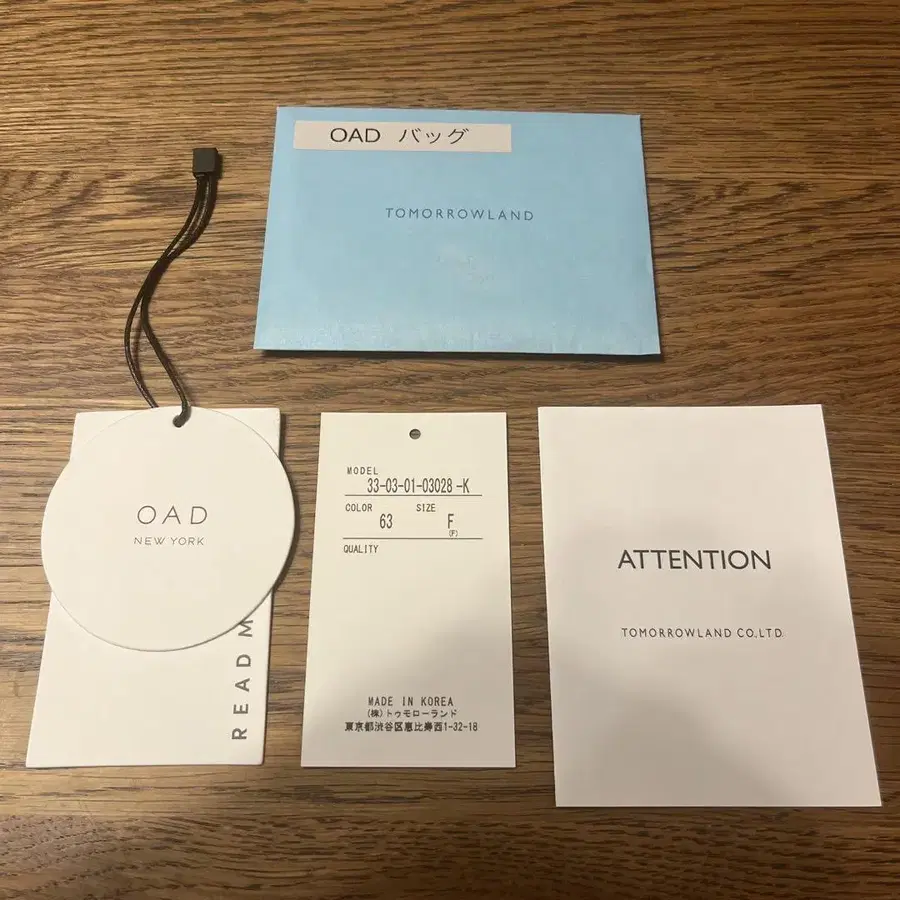 OAD バッグ
TOMORROWLAND
OAD
NEW YORK
READ M
MODEL
33-03-01-03028-K
COLOR SIZE
63 F
(F)
QUALITY
MADE IN KOREA
(株)トゥモローランド
東京都渋谷区恵比寿西1-32-18
ATTENTION
TOMORROWLAND CO.,LTD.